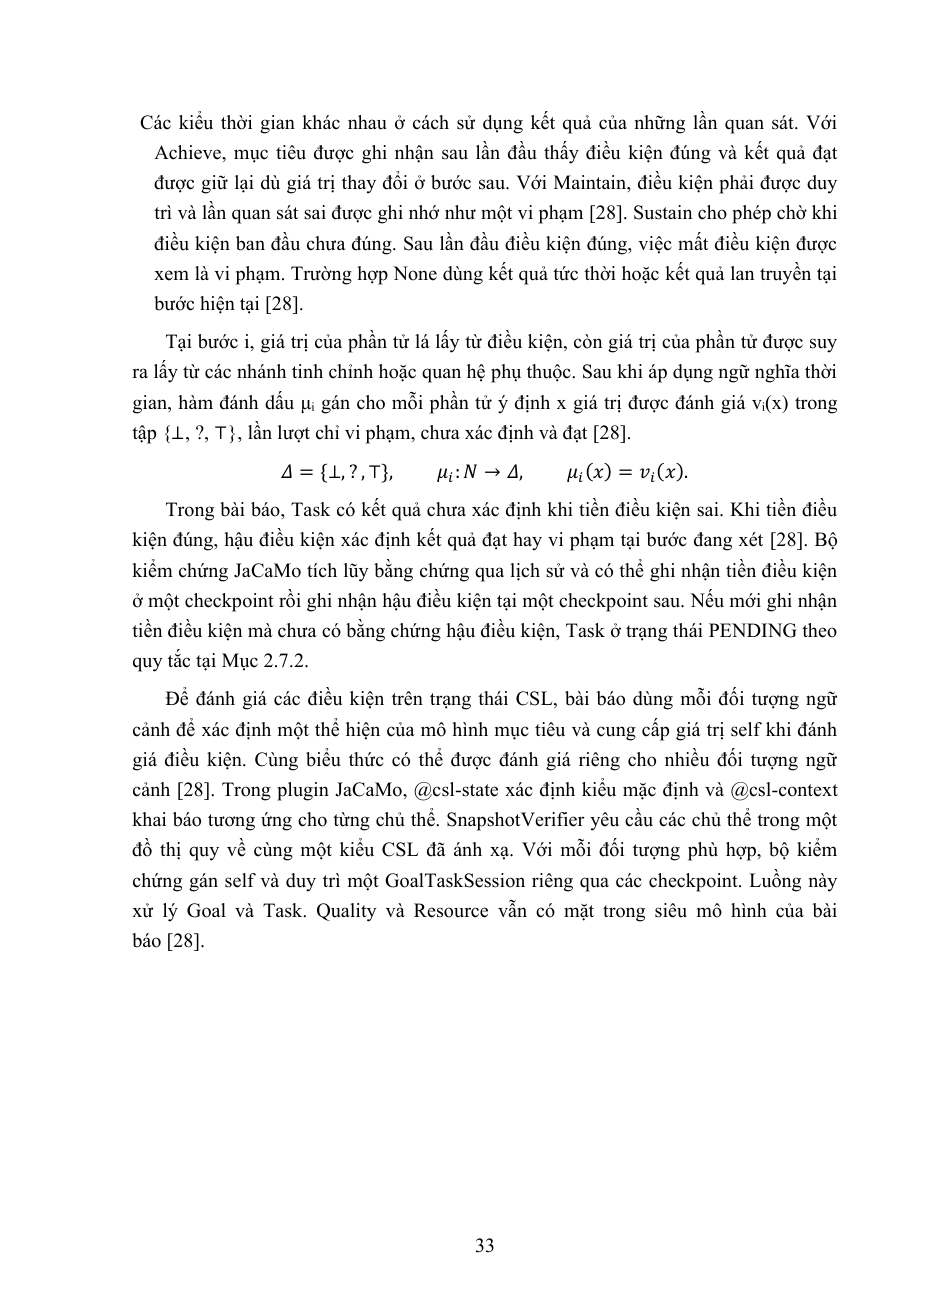 Các kiểu thời gian khác nhau ở cách sử dụng kết quả của những lần quan sát. Với
Achieve, mục tiêu được ghi nhận sau lần đầu thấy điều kiện đúng và kết quả đạt
được giữ lại dù giá trị thay đổi ở bước sau. Với Maintain, điều kiện phải được duy
trì và lần quan sát sai được ghi nhớ như một vi phạm [28]. Sustain cho phép chờ khi
điều kiện ban đầu chưa đúng. Sau lần đầu điều kiện đúng, việc mất điều kiện được
xem là vi phạm. Trường hợp None dùng kết quả tức thời hoặc kết quả lan truyền tại
bước hiện tại [28].
Tại bước i, giá trị của phần tử lá lấy từ điều kiện, còn giá trị của phần tử được suy
ra lấy từ các nhánh tinh chỉnh hoặc quan hệ phụ thuộc. Sau khi áp dụng ngữ nghĩa thời
gian, hàm đánh dấu μᵢ gán cho mỗi phần tử ý định x giá trị được đánh giá vᵢ(x) trong
tập {⊥, ?, ⊤}, lần lượt chỉ vi phạm, chưa xác định và đạt [28].
Δ = {⊥, ? , ⊤}, μᵢ: N → Δ, μᵢ(x) = vᵢ(x).
Trong bài báo, Task có kết quả chưa xác định khi tiền điều kiện sai. Khi tiền điều
kiện đúng, hậu điều kiện xác định kết quả đạt hay vi phạm tại bước đang xét [28]. Bộ
kiểm chứng JaCaMo tích lũy bằng chứng qua lịch sử và có thể ghi nhận tiền điều kiện
ở một checkpoint rồi ghi nhận hậu điều kiện tại một checkpoint sau. Nếu mới ghi nhận
tiền điều kiện mà chưa có bằng chứng hậu điều kiện, Task ở trạng thái PENDING theo
quy tắc tại Mục 2.7.2.
Để đánh giá các điều kiện trên trạng thái CSL, bài báo dùng mỗi đối tượng ngữ
cảnh để xác định một thể hiện của mô hình mục tiêu và cung cấp giá trị self khi đánh
giá điều kiện. Cùng biểu thức có thể được đánh giá riêng cho nhiều đối tượng ngữ
cảnh [28]. Trong plugin JaCaMo, @csl-state xác định kiểu mặc định và @csl-context
khai báo tương ứng cho từng chủ thể. SnapshotVerifier yêu cầu các chủ thể trong một
đồ thị quy về cùng một kiểu CSL đã ánh xạ. Với mỗi đối tượng phù hợp, bộ kiểm
chứng gán self và duy trì một GoalTaskSession riêng qua các checkpoint. Luồng này
xử lý Goal và Task. Quality và Resource vẫn có mặt trong siêu mô hình của bài
báo [28].
33